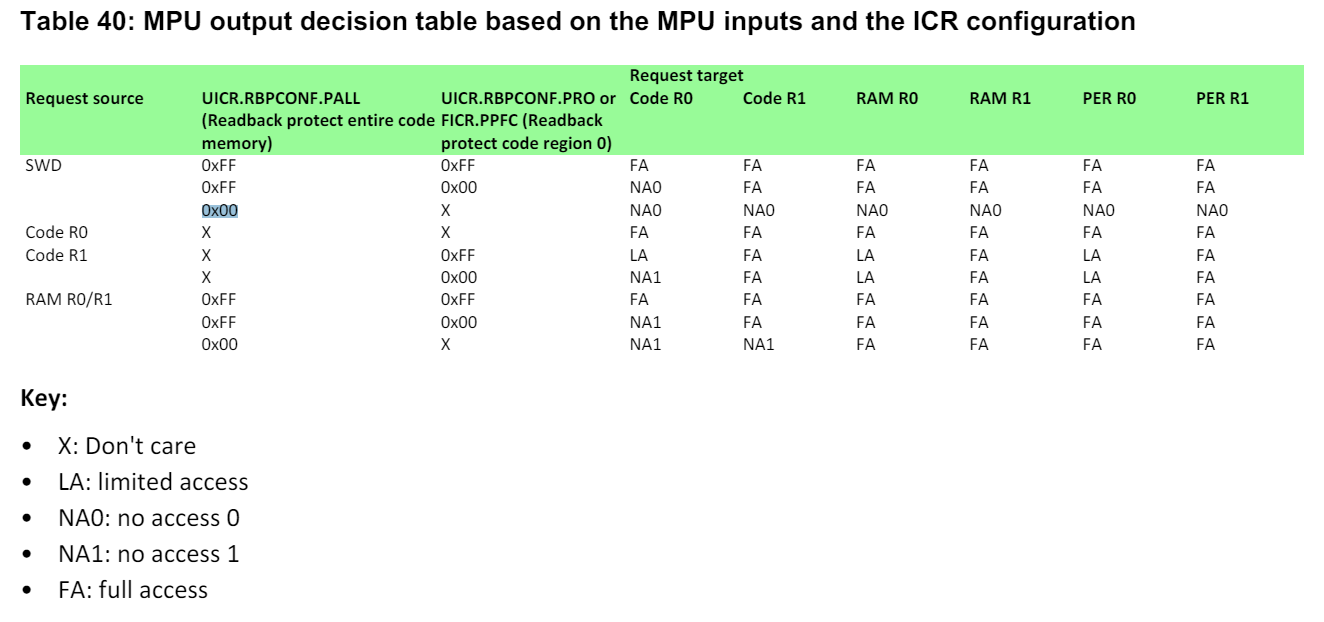 Table 40: MPU output decision table based on the MPU inputs and the ICR configuration
Request target
Request source UICR.RBPCONF.PALL UICR.RBPCONF.PRO or Code R0 Code R1 RAM R0 RAM R1 PER R0 PER R1
(Readback protect entire code FICR.PPFC (Readback
memory) protect code region 0)
SWD 0xFF 0xFF FA FA FA FA FA FA
0xFF 0x00 NA0 FA FA FA FA FA
0x00 X NA0 NA0 NA0 NA0 NA0 NA0
Code R0 X X FA FA FA FA FA FA
Code R1 X 0xFF LA FA LA FA LA FA
X 0x00 NA1 FA LA FA LA FA
RAM R0/R1 0xFF 0xFF FA FA FA FA FA FA
0xFF 0x00 NA1 FA FA FA FA FA
0x00 X NA1 NA1 FA FA FA FA
Key:
• X: Don't care
• LA: limited access
• NA0: no access 0
• NA1: no access 1
• FA: full access